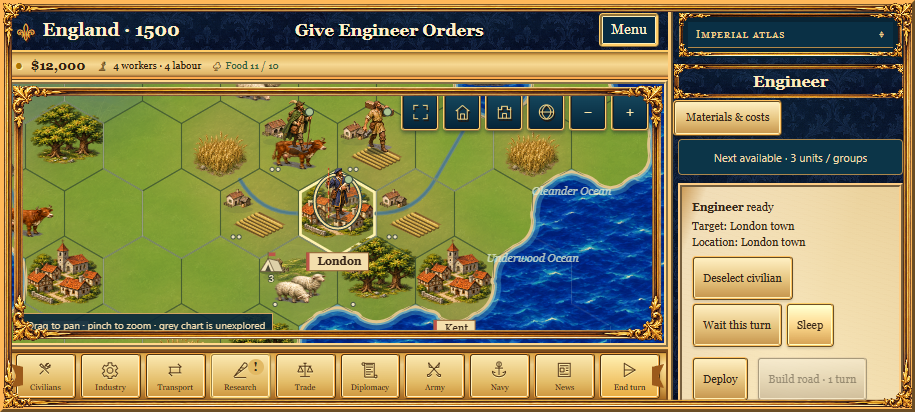 England · 1500
Give Engineer Orders
Menu
$12,000
4 workers · 4 labour
Food 11 / 10
Oleander Ocean
Underwood Ocean
London
3
Kent
Drag to pan · pinch to zoom · grey chart is unexplored
Civilians
Industry
Transport
Research
!
Trade
Diplomacy
Army
Navy
News
End turn
Imperial atlas
Engineer
Materials & costs
Next available · 3 units / groups
Engineer ready
Target: London town
Location: London town
Deselect civilian
Wait this turn
Sleep
Deploy
Build road · 1 turn